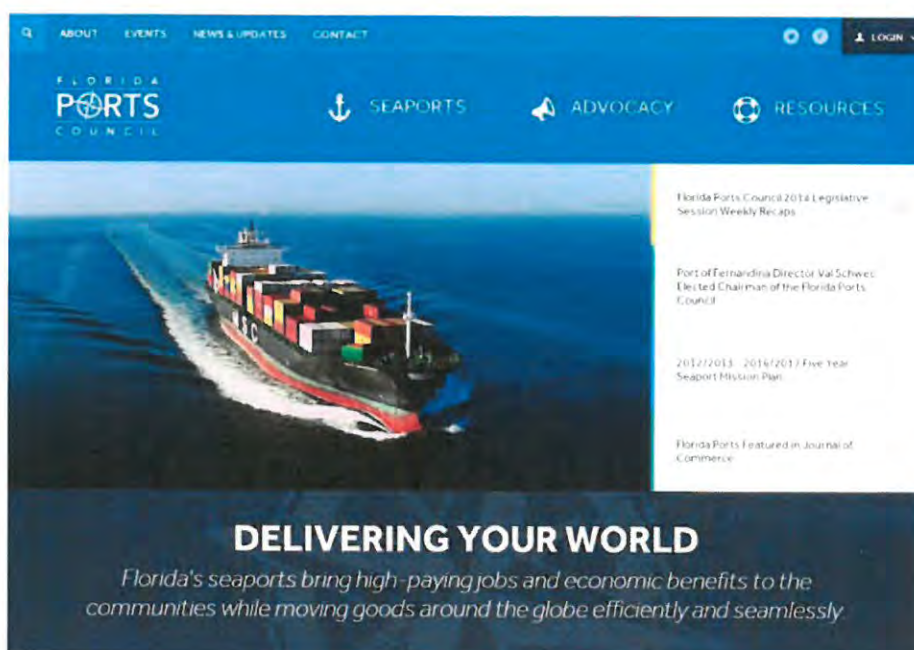 ABOUT EVENTS NEWS & UPDATES CONTACT
LOGIN
FLORIDA
PORTS
COUNCIL
SEAPORTS ADVOCACY RESOURCES
Florida Ports Council 2014 Legislative
Session Weekly Recaps
Port of Fernandina Director Val Schwec
Elected Chairman of the Florida Ports
Council
2012/2013 - 2016/2017 Five Year
Seaport Mission Plan
Florida Ports Featured in Journal of
Commerce
MSC
DELIVERING YOUR WORLD
Florida's seaports bring high-paying jobs and economic benefits to the
communities while moving goods around the globe efficiently and seamlessly.